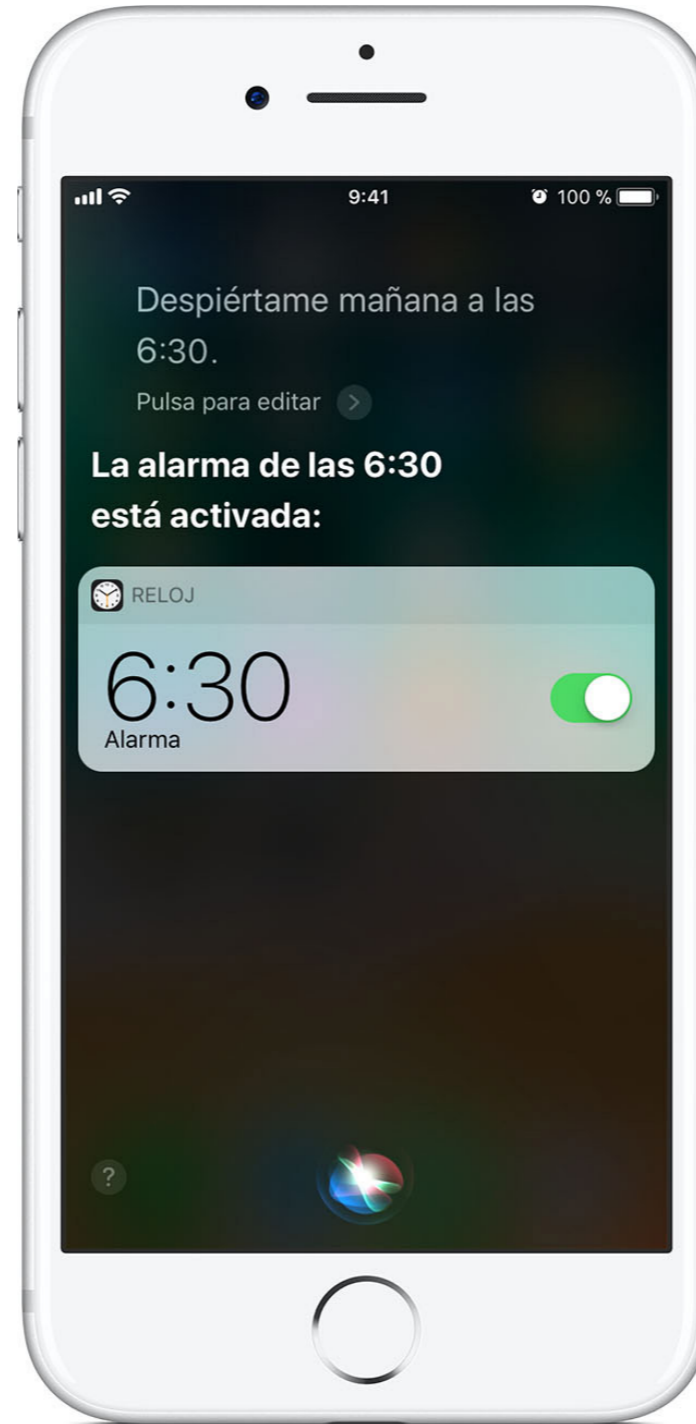 9:41
100 %
Despiértame mañana a las
6:30.
Pulsa para editar
La alarma de las 6:30
está activada:
RELOJ
6:30
Alarma
?